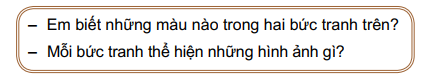 – Em biết những màu nào trong hai bức tranh trên?
– Mỗi bức tranh thể hiện những hình ảnh gì?